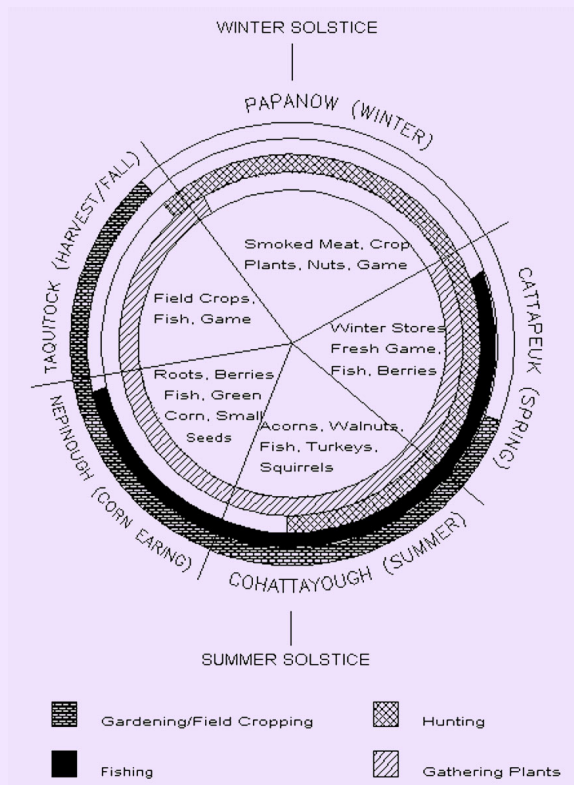 WINTER SOLSTICE
PAPANOW (WINTER)
TAQUITOCK (HARVEST/FALL)
CATTAPEUK (SPRING)
NEPINOUGH (CORN EARING)
COHATTAYOUGH (SUMMER)
Smoked Meat, Crop
Plants, Nuts, Game
Field Crops,
Fish, Game
Winter Stores,
Fresh Game,
Fish, Berries
Roots, Berries
Fish, Green
Corn, Small
Seeds
Acorns, Walnuts,
Fish, Turkeys,
Squirrels
SUMMER SOLSTICE
Gardening/Field Cropping
Hunting
Fishing
Gathering Plants